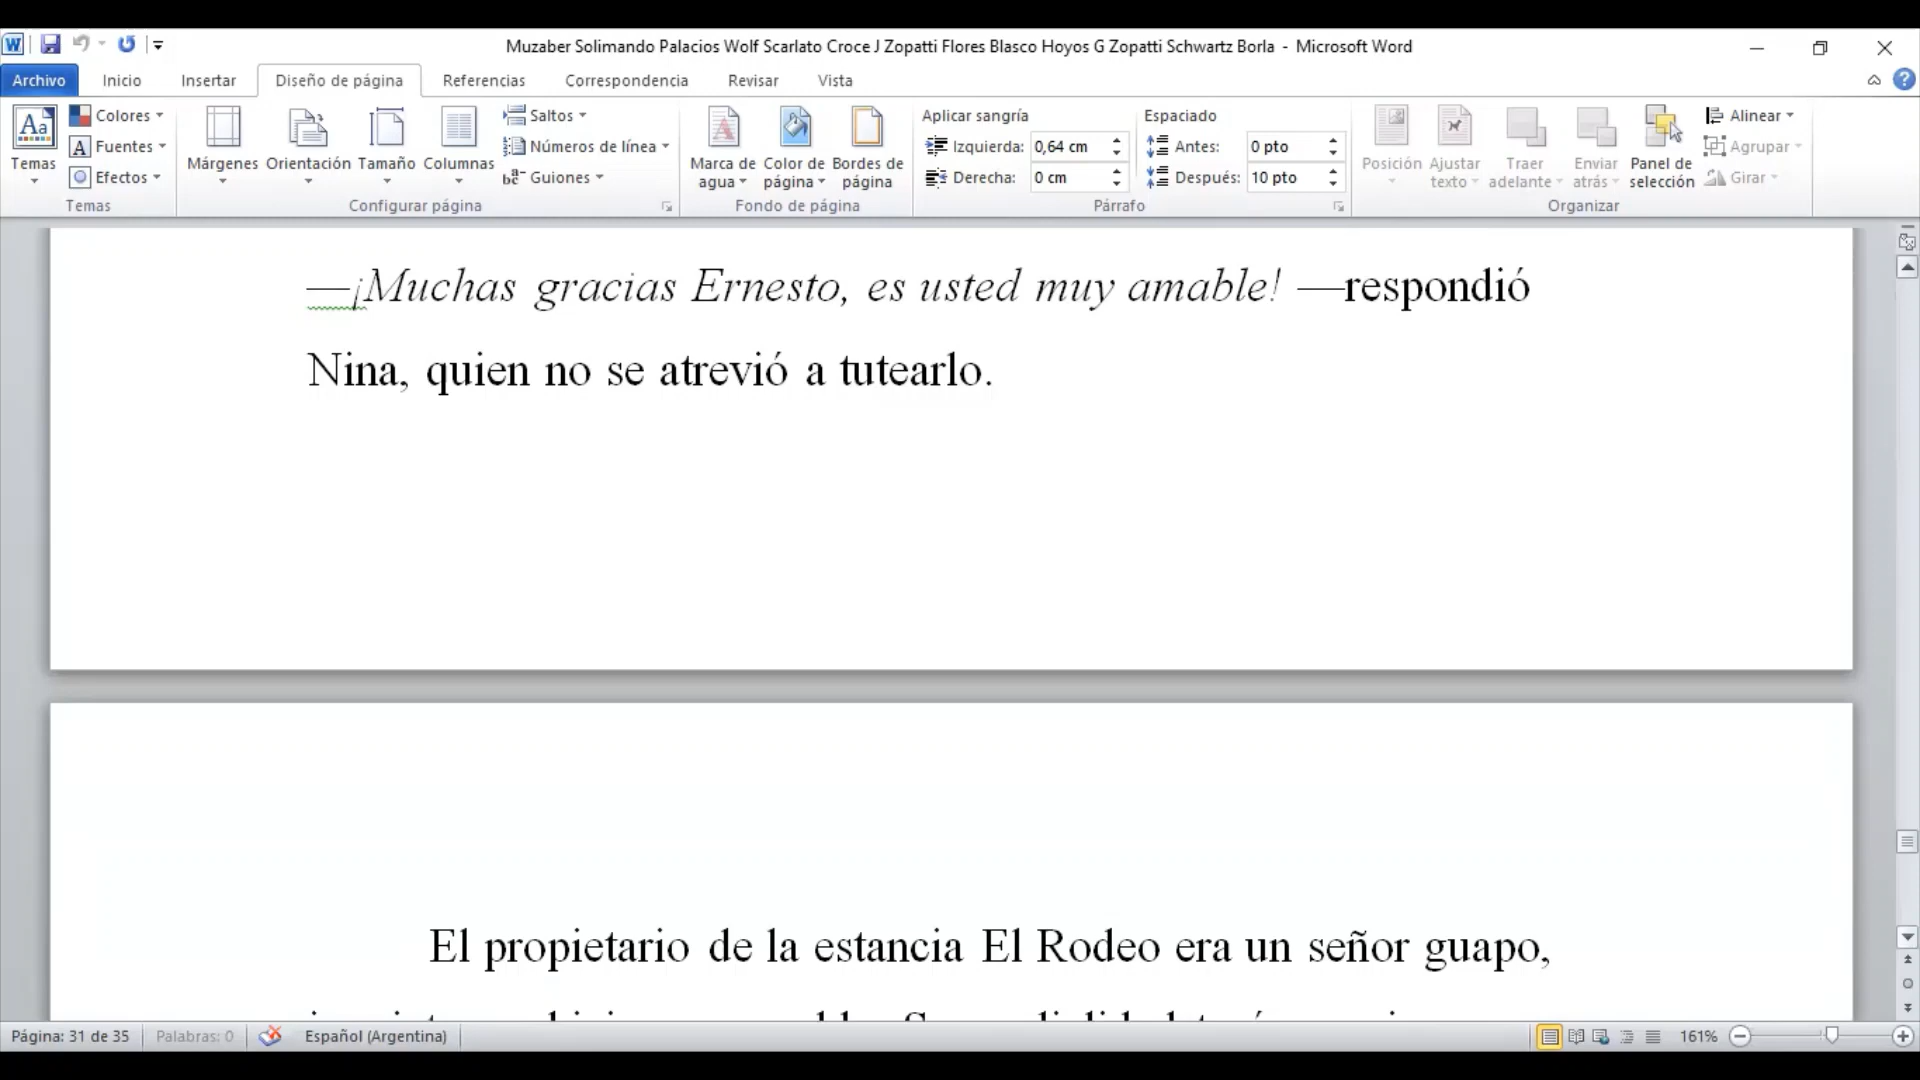 Muzaber Solimando Palacios Wolf Scarlato Croce J Zopatti Flores Blasco Hoyos G Zopatti Schwartz Borla - Microsoft Word
Archivo Inicio Insertar Diseño de página Referencias Correspondencia Revisar Vista
Temas
Colores
Fuentes
Efectos
Temas
Márgenes Orientación Tamaño Columnas
Saltos
Números de línea
Guiones
Configurar página
Marca de agua
Color de página
Bordes de página
Fondo de página
Aplicar sangría
Izquierda: 0,64 cm
Derecha: 0 cm
Espaciado
Antes: 0 pto
Después: 10 pto
Párrafo
Posición
Ajustar texto
Traer adelante
Enviar atrás
Panel de selección
Alinear
Agrupar
Girar
Organizar
—¡Muchas gracias Ernesto, es usted muy amable! —respondió
Nina, quien no se atrevió a tutearlo.
El propietario de la estancia El Rodeo era un señor guapo,
Página: 31 de 35 Palabras: 0 Español (Argentina) 161%